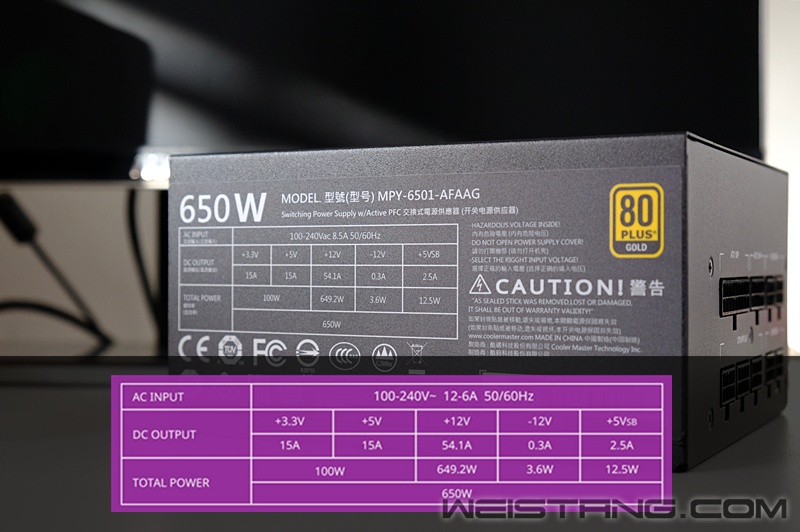 650 W
MODEL. 型號(型号) MPY-6501-AFAAG
Switching Power Supply w/Active PFC 交換式電源供應器 (开关电源供应器)
AC INPUT
100-240Vac 8.5A 50/60Hz
DC OUTPUT
+3.3V +5V +12V -12V +5VSB
15A 15A 54.1A 0.3A 2.5A
TOTAL POWER
100W 649.2W 3.6W 12.5W
650W
-HAZARDOUS VOLTAGE INSIDE!
-DO NOT OPEN POWER SUPPLY COVER!
-SELECT THE RIGGHT INPUT VOLTAGE!
CAUTION! 警告
"AS SEALED STICK WAS REMOVED,LOST OR DAMAGED,
IT SHALL BE OUT OF WARRANTY VALIDITY!"
MADE IN CHINA
Cooler Master Technology Inc.
80
PLUS
GOLD
AC INPUT 100-240V~ 12-6A 50/60Hz
DC OUTPUT
+3.3V +5V +12V -12V +5VSB
15A 15A 54.1A 0.3A 2.5A
TOTAL POWER
100W 649.2W 3.6W 12.5W
650W
WEISTANG.COM